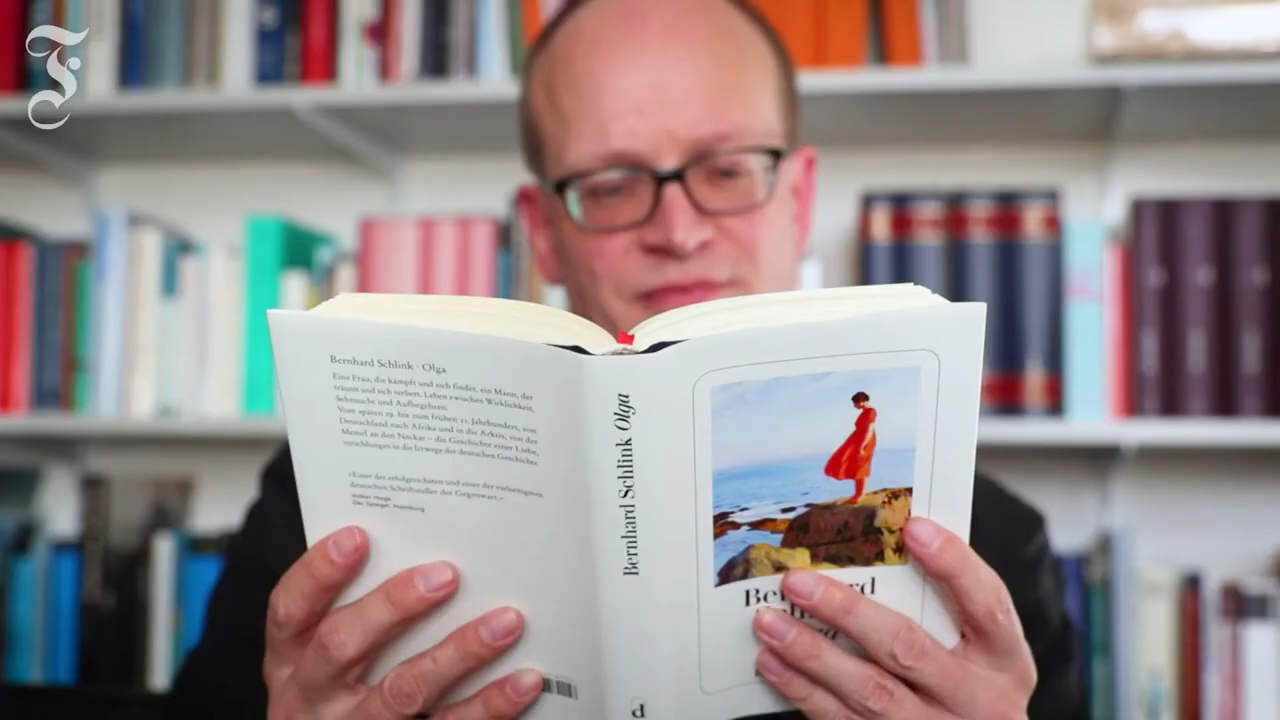 F
Bernhard Schlink · Olga
Eine Frau, die kämpft und sich findet, ein Mann, der
träumt und sich verliert. Leben zwischen Wirklichkeit,
Sehnsucht und Aufbegehren.
Vom späten 19. bis zum frühen 21. Jahrhundert, von
Deutschland nach Afrika und in die Arktis, von der
Memel an den Neckar – die Geschichte einer Liebe,
verschlungen in die Irrwege der deutschen Geschichte.
»Einer der erfolgreichsten und einer der vielseitigsten
deutschen Schriftsteller der Gegenwart.«
Volker Hage
Der Spiegel, Hamburg
Bernhard Schlink Olga
d